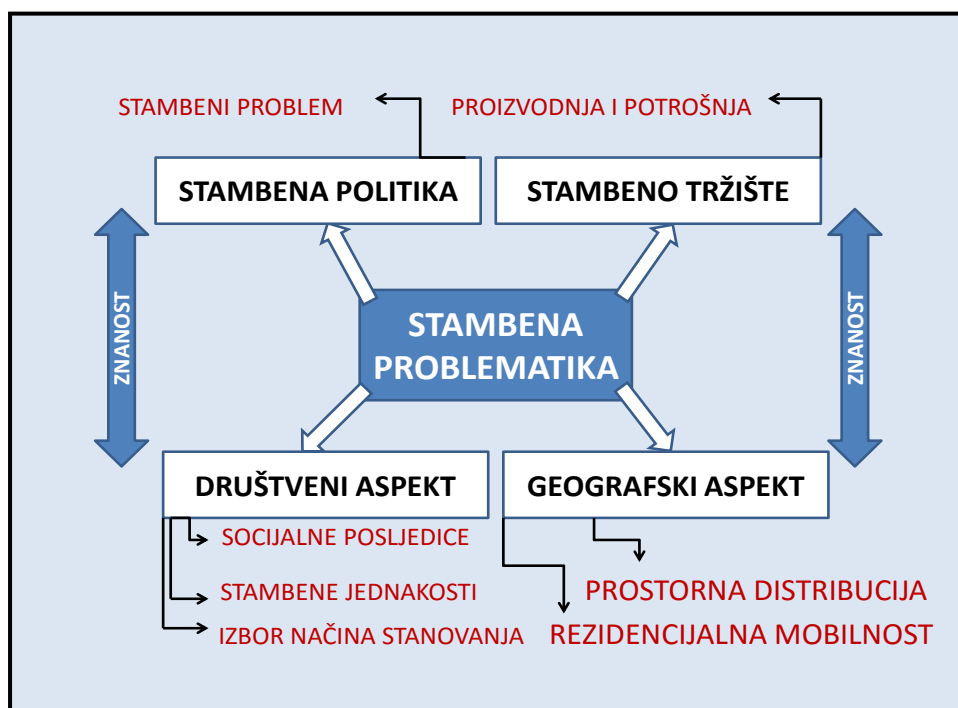 STAMBENI PROBLEM
PROIZVODNJA I POTROŠNJA
STAMBENA POLITIKA
STAMBENO TRŽIŠTE
ZNANOST
STAMBENA
PROBLEMATIKA
ZNANOST
DRUŠTVENI ASPEKT
GEOGRAFSKI ASPEKT
SOCIJALNE POSLJEDICE
STAMBENE JEDNAKOSTI
IZBOR NAČINA STANOVANJA
PROSTORNA DISTRIBUCIJA
REZIDENCIJALNA MOBILNOST